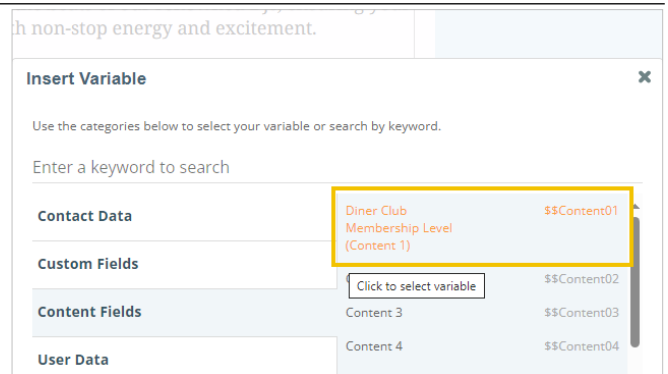 h non-stop energy and excitement.
Insert Variable
Use the categories below to select your variable or search by keyword.
Enter a keyword to search
Contact Data
Diner Club $$Content01
Membership Level
(Content 1)
Custom Fields
$$Content02
Click to select variable
Content Fields
Content 3 $$Content03
Content 4 $$Content04
User Data